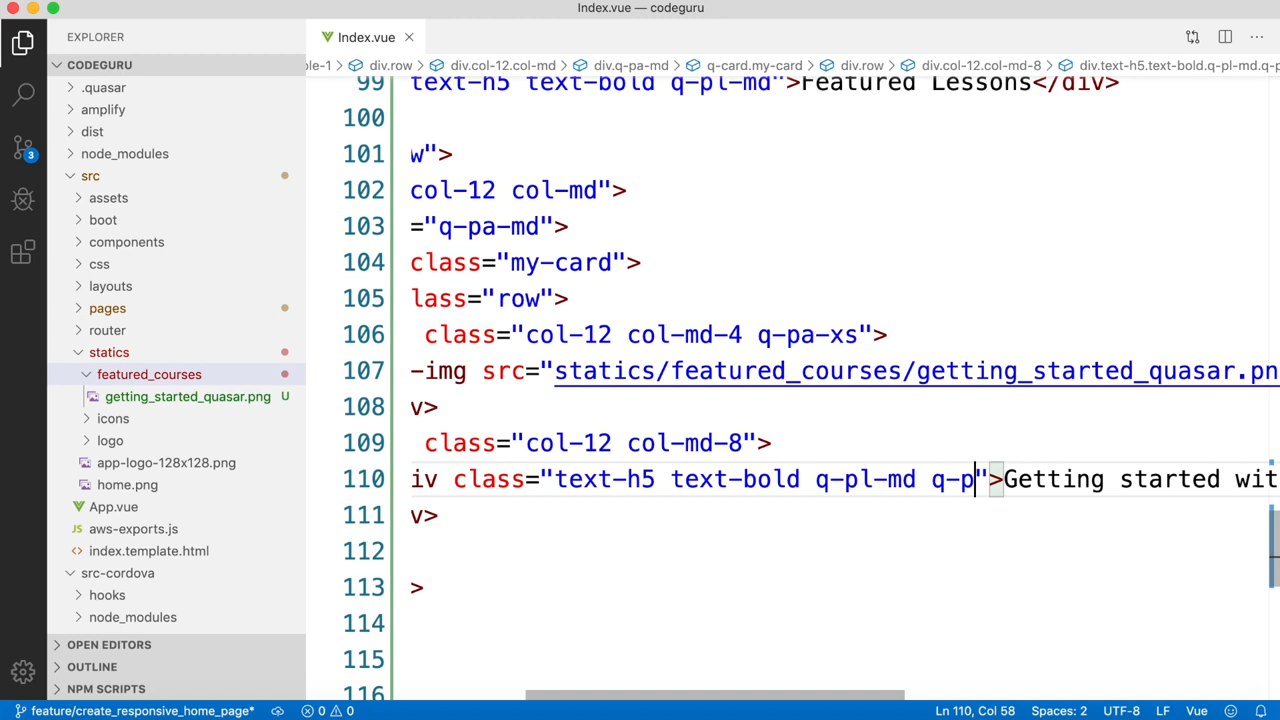 Index.vue — codeguru
EXPLORER
Index.vue
CODEGURU
ble-1 > div.row > div.col-12.col-md > div.q-pa-md > q-card.my-card > div.row > div.col-12.col-md-8 > div.text-h5.text-bold.q-pl-md.q-p
.quasar
amplify
dist
node_modules
src
assets
boot
components
css
layouts
pages
router
statics
featured_courses
getting_started_quasar.png U
icons
logo
app-logo-128x128.png
home.png
App.vue
JS aws-exports.js
<> index.template.html
src-cordova
hooks
node_modules
OPEN EDITORS
OUTLINE
NPM SCRIPTS
3
99 text-h5 text-bold q-pl-md">Featured Lessons</div>
100
101 w">
102 col-12 col-md">
103 ="q-pa-md">
104 class="my-card">
105 lass="row">
106 class="col-12 col-md-4 q-pa-xs">
107 -img src="statics/featured_courses/getting_started_quasar.pn
108 v>
109 class="col-12 col-md-8">
110 iv class="text-h5 text-bold q-pl-md q-p">Getting started wit
111 v>
112
113 >
114
115
116
feature/create_responsive_home_page* 0 0 Ln 110, Col 58 Spaces: 2 UTF-8 LF Vue